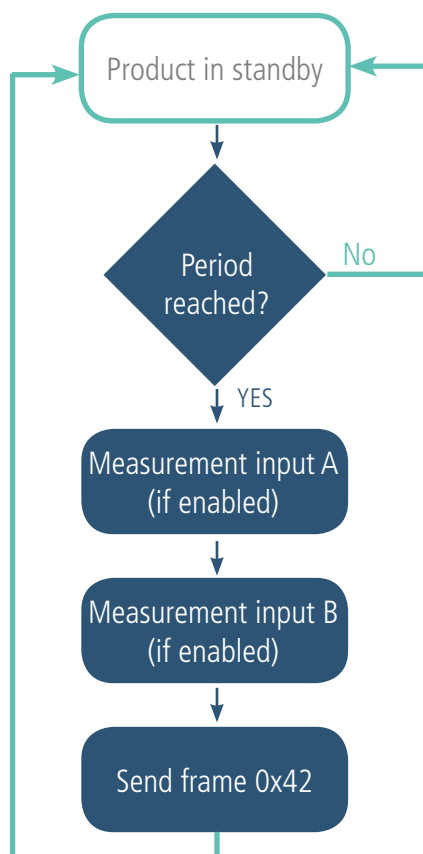 Product in standby
Period
reached?
No
YES
Measurement input A
(if enabled)
Measurement input B
(if enabled)
Send frame 0x42